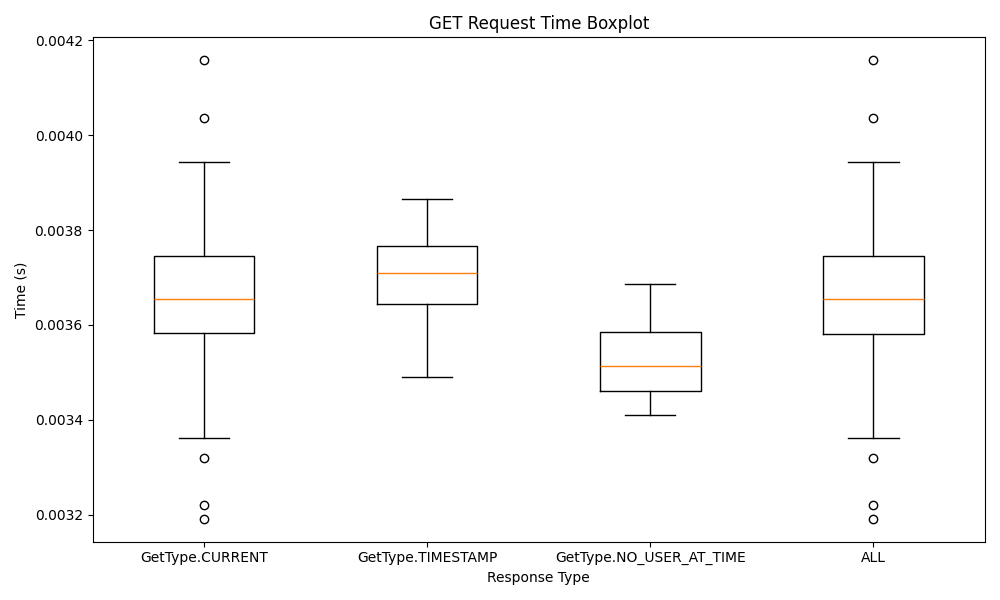 GET Request Time Boxplot
0.0042
0.0040
0.0038
0.0036
0.0034
0.0032
Time (s)
GetType.CURRENT GetType.TIMESTAMP GetType.NO_USER_AT_TIME ALL
Response Type